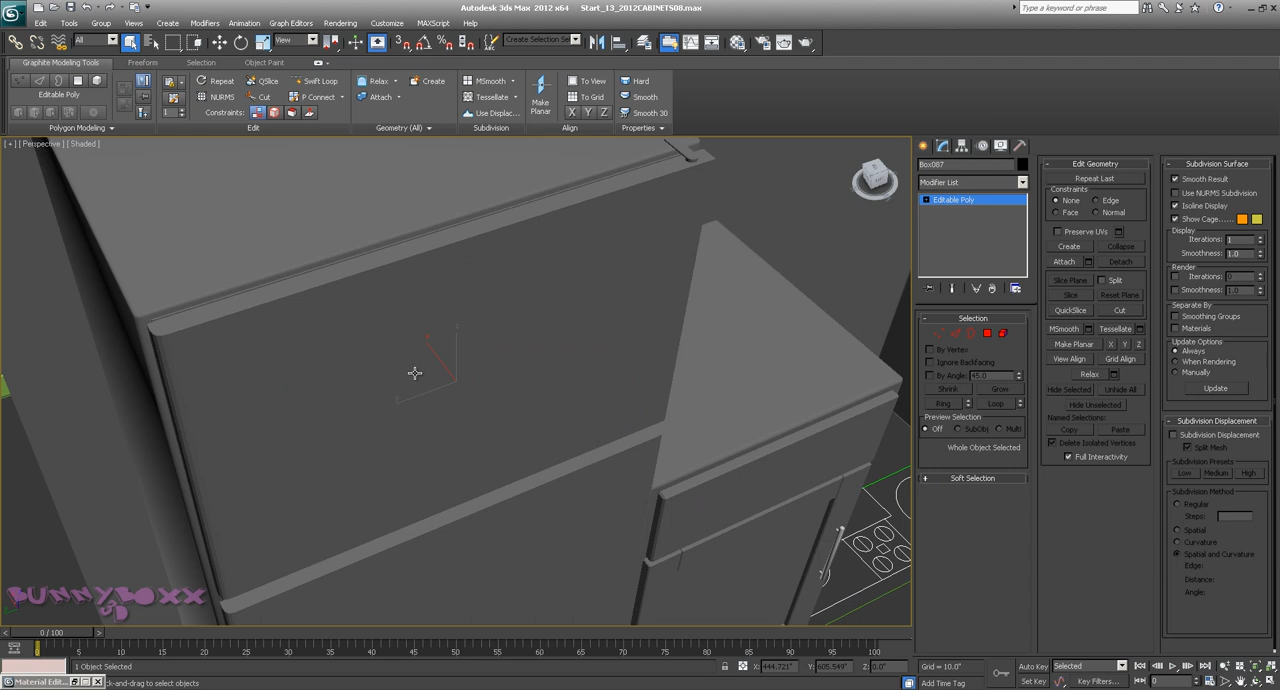 Autodesk 3ds Max 2012 x64 Start_13_2012CABINETS08.max
Type a keyword or phrase
Edit Tools Group Views Create Modifiers Animation Graph Editors Rendering Customize MAXScript Help
All View Create Selection Se
Graphite Modeling Tools Freeform Selection Object Paint
Repeat QSlice Swift Loop Relax Create MSmooth To View Hard
Edit Poly
NURMS Cut P Connect Attach Tessellate Make Planar To Grid Smooth
1 Constraints: Use Displac... X Y Z Smooth 30
Polygon Modeling Edit Geometry (All) Subdivision Align Properties
[ + ] [ Perspective ] [ Shaded ]
Box087
Modifier List
Editable Poly
Selection
By Vertex
Ignore Backfacing
By Angle: 45.0
Shrink Grow
Ring Loop
Preview Selection
Off SubObj Multi
Whole Object Selected
Soft Selection
Edit Geometry
Repeat Last
Constraints
None Edge
Face Normal
Preserve UVs
Create Collapse
Attach Detach
Slice Plane Split
Slice Reset Plane
QuickSlice Cut
MSmooth Tessellate
Make Planar X Y Z
View Align Grid Align
Relax
Hide Selected Unhide All
Hide Unselected
Named Selections:
Copy Paste
Delete Isolated Vertices
Full Interactivity
Subdivision Surface
Smooth Result
Use NURMS Subdivision
Isoline Display
Show Cage......
Display
Iterations: 1
Smoothness: 1.0
Render
Iterations: 0
Smoothness: 1.0
Separate By
Smoothing Groups
Materials
Update Options
Always
When Rendering
Manually
Update
Subdivision Displacement
Subdivision Displacement
Split Mesh
Subdivision Presets
Low Medium High
Subdivision Method
Regular
Steps:
Spatial
Curvature
Spatial and Curvature
Edge:
Distance:
Angle:
BUNNYBOXX
3D
0 / 100
0 5 10 15 20 25 30 35 40 45 50 55 60 65 70 75 80 85 90 95 100
1 Object Selected X: 444.721" Y: 605.549" Z: 0.0" Grid = 10.0" Auto Key Selected
Material Edit... ck-and-drag to select objects Add Time Tag Set Key Key Filters... 0